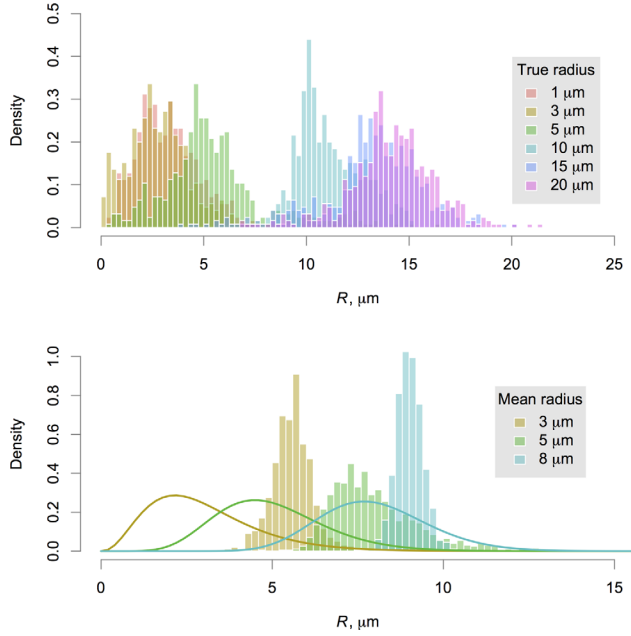 0.5
0.4
0.3
0.2
0.1
0.0
Density
0 5 10 15 20 25
R, μm
True radius
1 μm
3 μm
5 μm
10 μm
15 μm
20 μm
1.0
0.8
0.6
0.4
0.2
0.0
Density
0 5 10 15
R, μm
Mean radius
3 μm
5 μm
8 μm